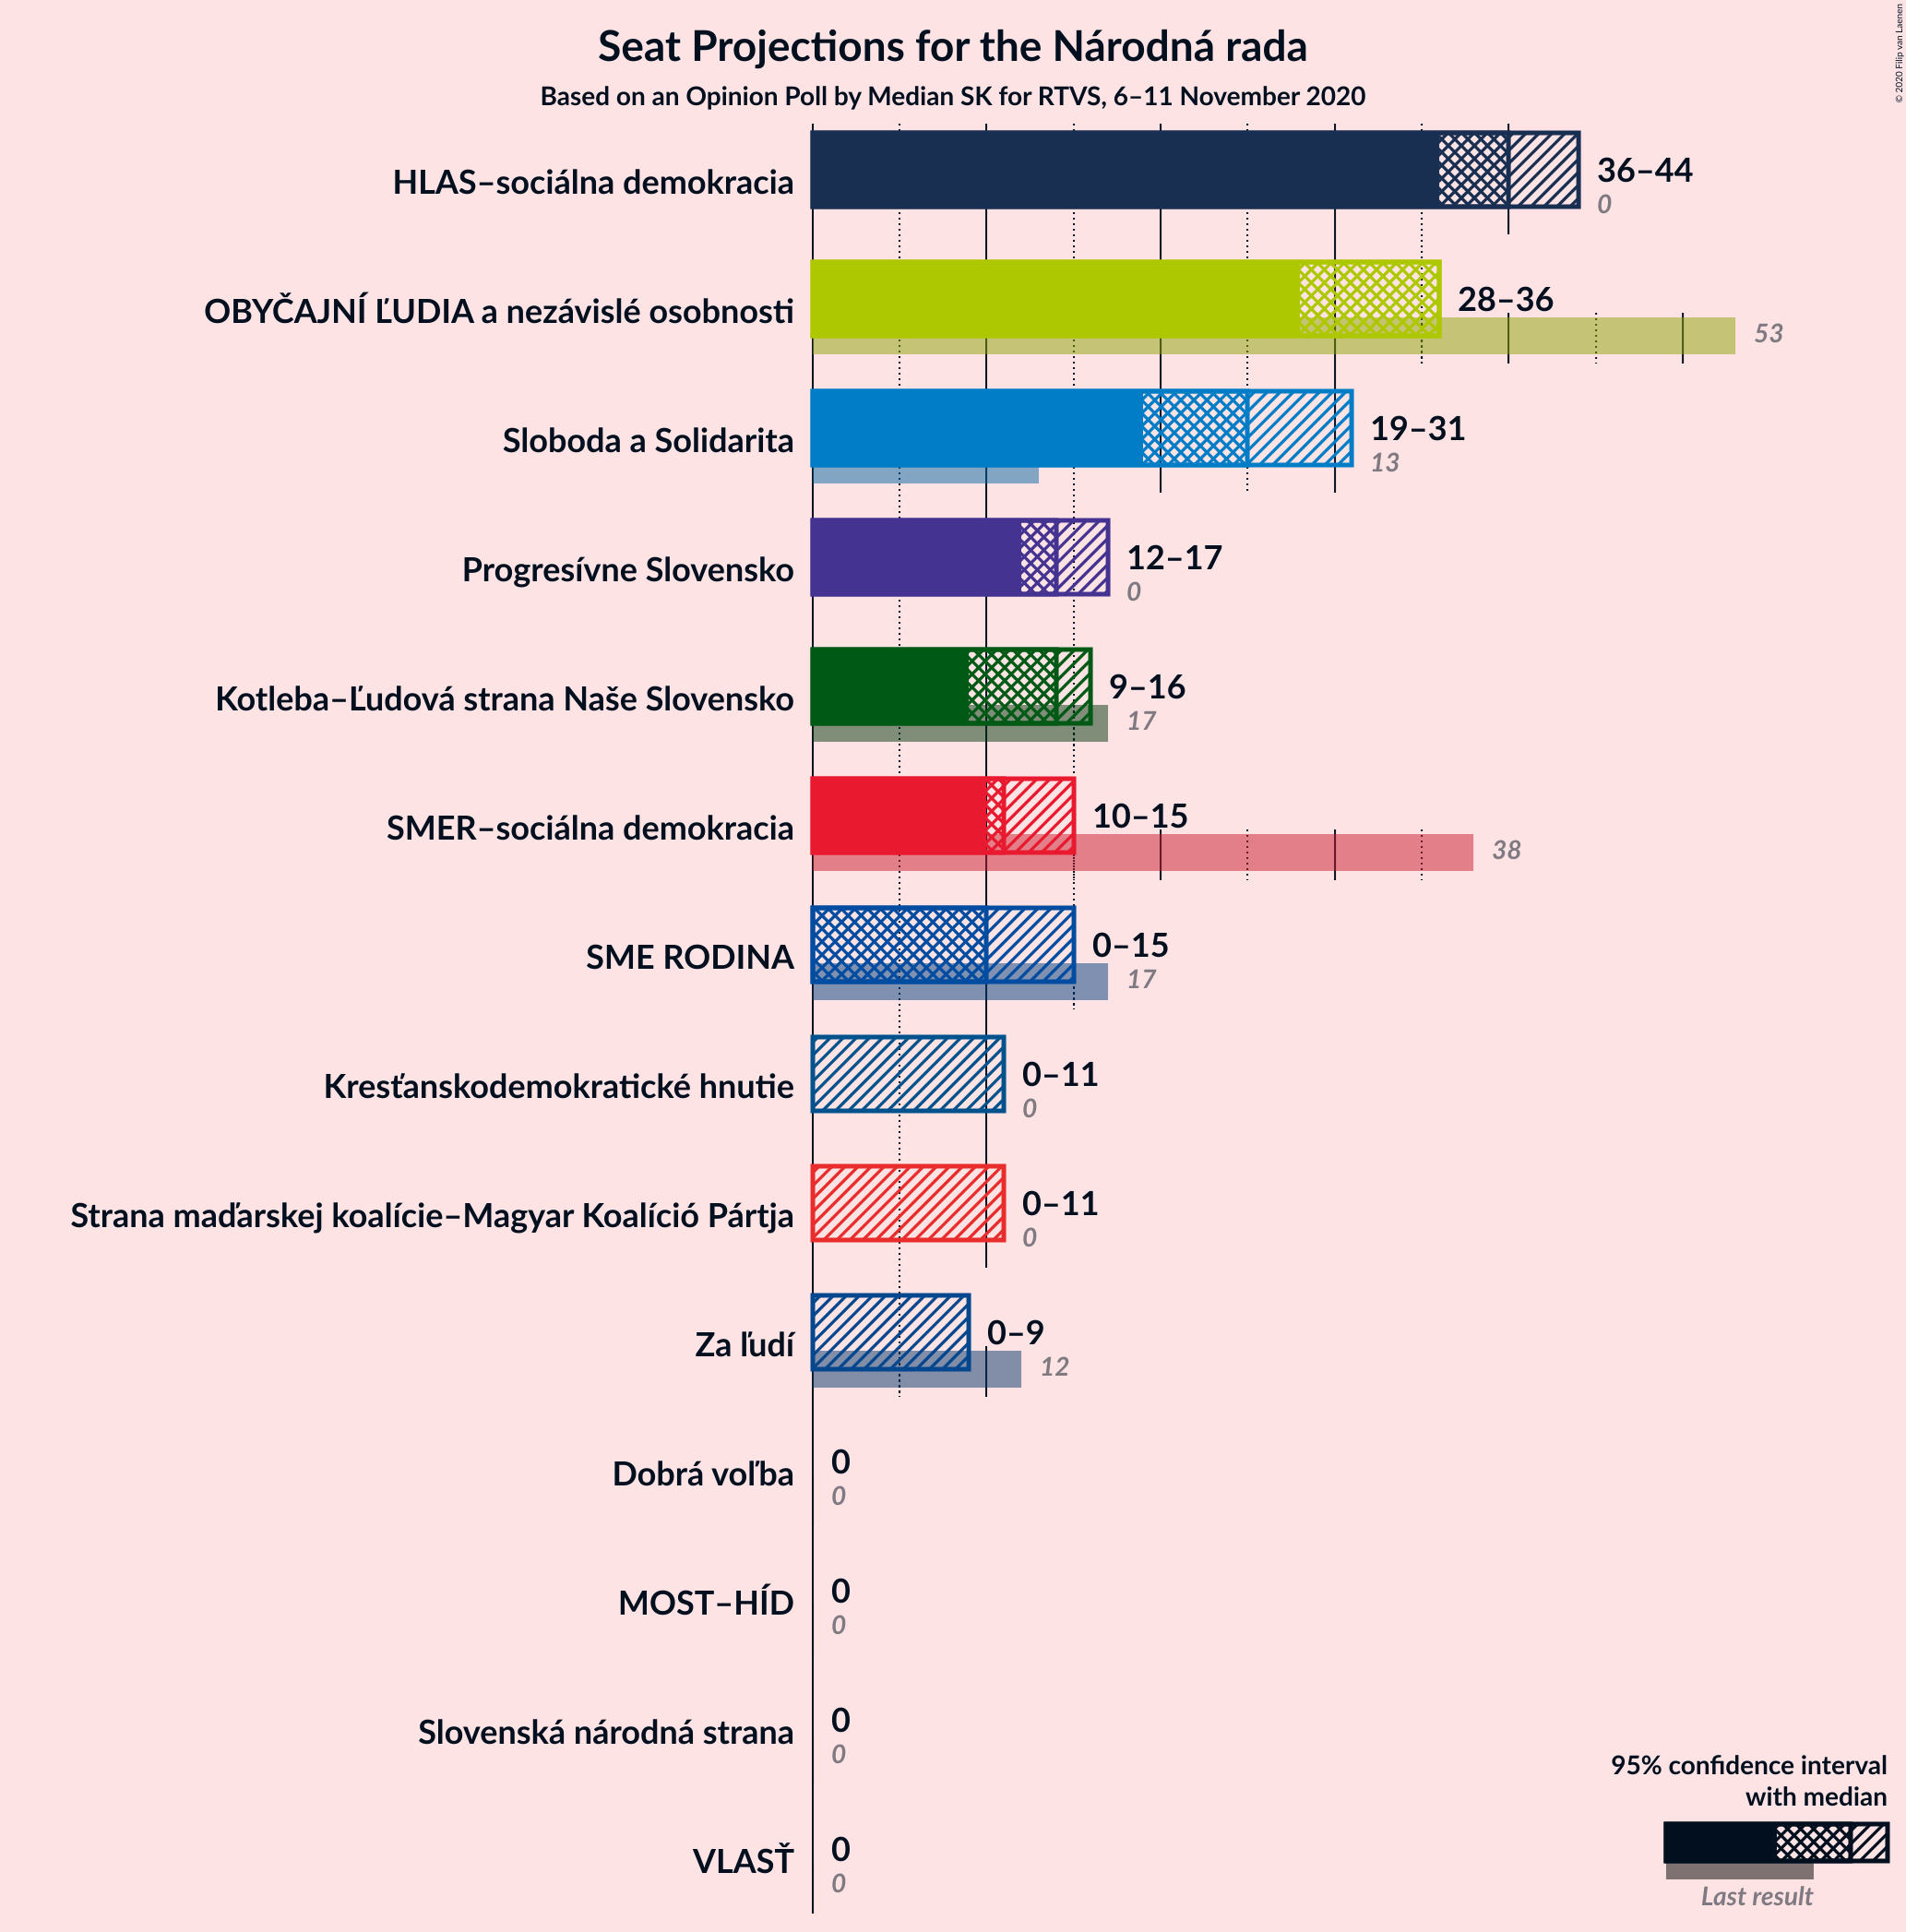 Seat Projections for the Národná rada
Based on an Opinion Poll by Median SK for RTVS, 6–11 November 2020
© 2020 Filip van Laenen
HLAS–sociálna demokracia
36–44
0
OBYČAJNÍ ĽUDIA a nezávislé osobnosti
28–36
53
Sloboda a Solidarita
19–31
13
Progresívne Slovensko
12–17
0
Kotleba–Ľudová strana Naše Slovensko
9–16
17
SMER–sociálna demokracia
10–15
38
SME RODINA
0–15
17
Kresťanskodemokratické hnutie
0–11
0
Strana maďarskej koalície–Magyar Koalíció Pártja
0–11
0
Za ľudí
0–9
12
Dobrá voľba
0
0
MOST–HÍD
0
0
Slovenská národná strana
0
0
VLASŤ
0
0
95% confidence interval
with median
Last result